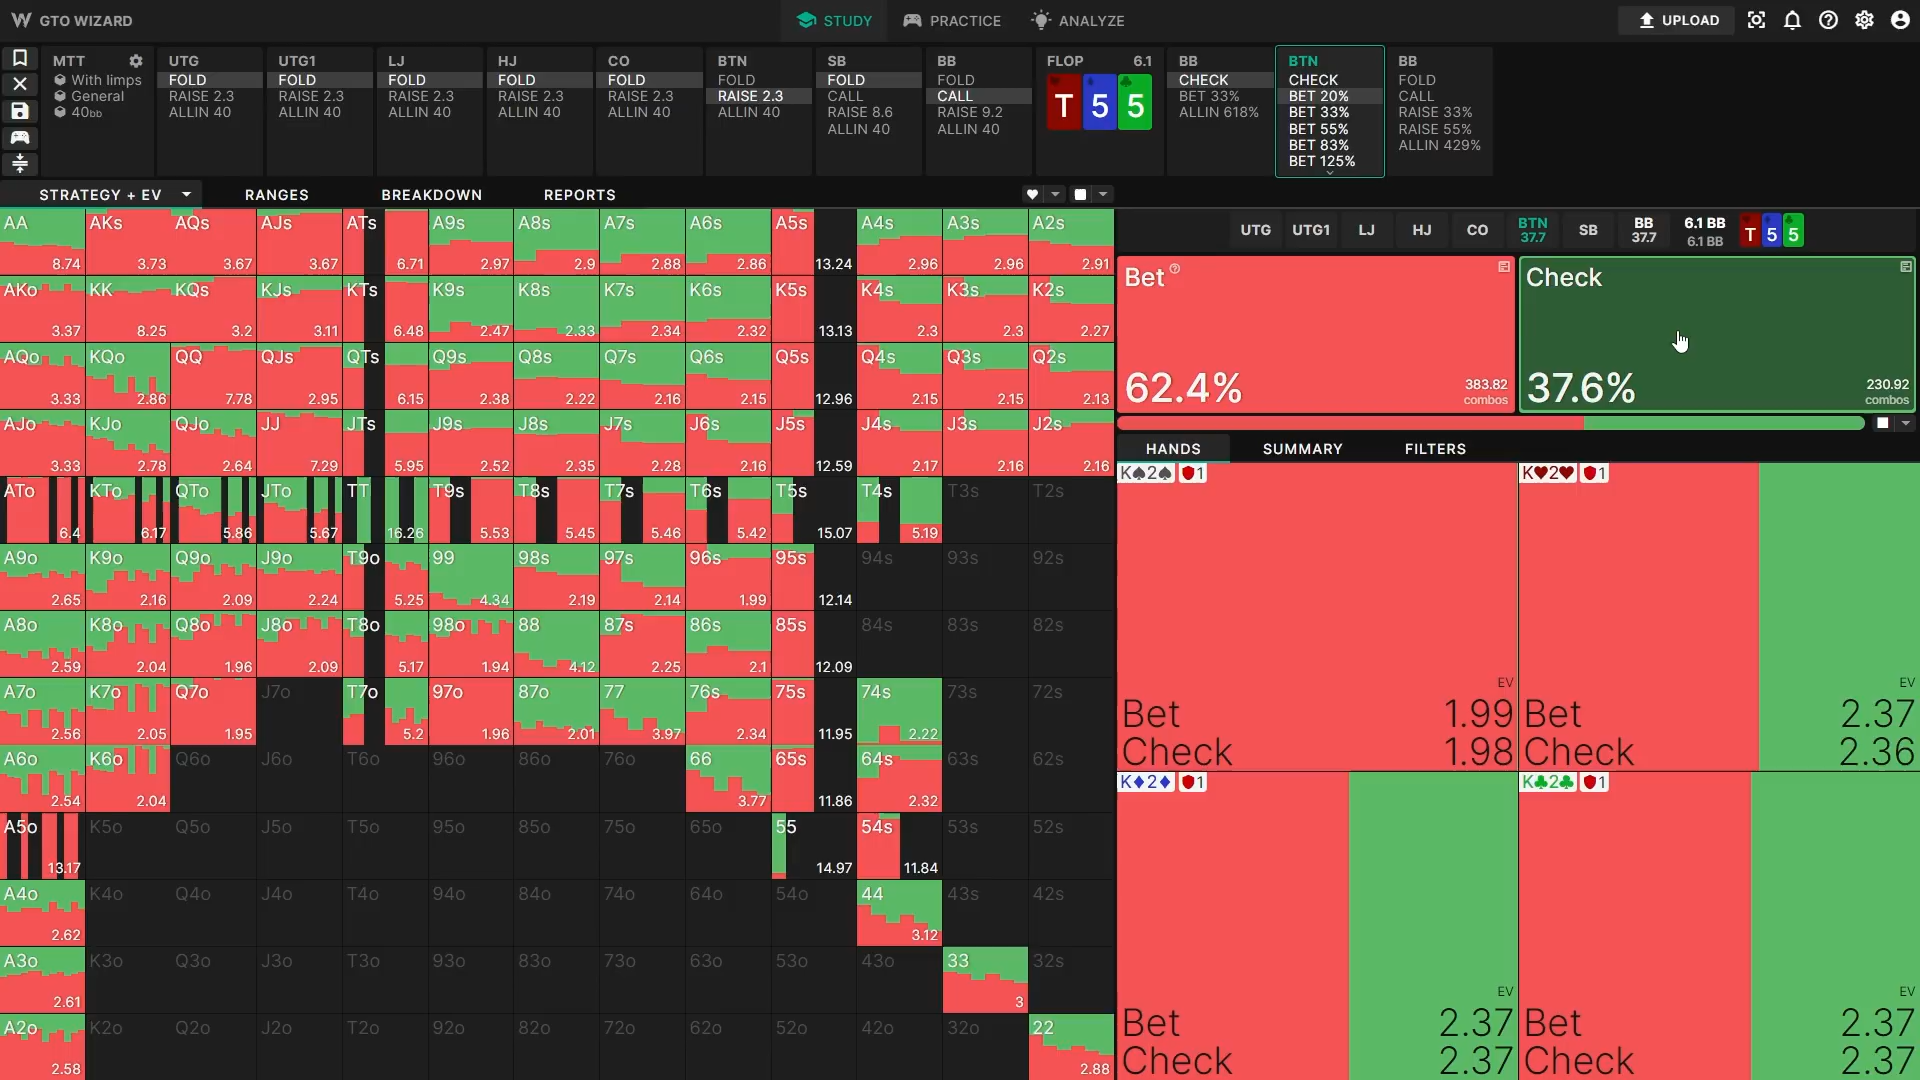 GTO WIZARD
STUDY
PRACTICE
ANALYZE
UPLOAD
MTT
With limps
General
40bb
UTG
FOLD
RAISE 2.3
ALLIN 40
UTG1
FOLD
RAISE 2.3
ALLIN 40
LJ
FOLD
RAISE 2.3
ALLIN 40
HJ
FOLD
RAISE 2.3
ALLIN 40
CO
FOLD
RAISE 2.3
ALLIN 40
BTN
FOLD
RAISE 2.3
ALLIN 40
SB
FOLD
CALL
RAISE 8.6
ALLIN 40
BB
FOLD
CALL
RAISE 9.2
ALLIN 40
FLOP 6.1
T 5 5
BB
CHECK
BET 33%
ALLIN 618%
BTN
CHECK
BET 20%
BET 33%
BET 55%
BET 83%
BET 125%
BB
FOLD
CALL
RAISE 33%
RAISE 55%
ALLIN 429%
STRATEGY + EV
RANGES
BREAKDOWN
REPORTS
AA AKs AQs AJs ATs A9s A8s A7s A6s A5s A4s A3s A2s
8.74 3.73 3.67 3.67 6.71 2.97 2.9 2.88 2.86 13.24 2.96 2.96 2.91
AKo KK KQs KJs KTs K9s K8s K7s K6s K5s K4s K3s K2s
3.37 8.25 3.2 3.11 6.48 2.47 2.33 2.34 2.32 13.13 2.3 2.3 2.27
AQo KQo QQ QJs QTs Q9s Q8s Q7s Q6s Q5s Q4s Q3s Q2s
3.33 2.86 7.78 2.95 6.15 2.38 2.22 2.16 2.15 12.96 2.15 2.15 2.13
AJo KJo QJo JJ JTs J9s J8s J7s J6s J5s J4s J3s J2s
3.33 2.78 2.64 7.29 5.95 2.52 2.35 2.28 2.16 12.59 2.17 2.16 2.16
ATo KTo QTo JTo TT T9s T8s T7s T6s T5s T4s T3s T2s
6.4 6.17 5.86 5.67 16.26 5.53 5.45 5.46 5.42 15.07 5.19
A9o K9o Q9o J9o T9o 99 98s 97s 96s 95s 94s 93s 92s
2.65 2.16 2.09 2.24 5.25 4.34 2.19 2.14 1.99 12.14
A8o K8o Q8o J8o T8o 98o 88 87s 86s 85s 84s 83s 82s
2.59 2.04 1.96 2.09 5.17 1.94 4.12 2.25 2.1 12.09
A7o K7o Q7o J7o T7o 97o 87o 77 76s 75s 74s 73s 72s
2.56 2.05 1.95 5.2 1.96 2.01 3.97 2.34 11.95 2.22
A6o K6o Q6o J6o T6o 96o 86o 76o 66 65s 64s 63s 62s
2.54 2.04 3.77 11.86 2.32
A5o K5o Q5o J5o T5o 95o 85o 75o 65o 55 54s 53s 52s
13.17 14.97 11.84
A4o K4o Q4o J4o T4o 94o 84o 74o 64o 54o 44 43s 42s
2.62 3.12
A3o K3o Q3o J3o T3o 93o 83o 73o 63o 53o 43o 33 32s
2.61 3
A2o K2o Q2o J2o T2o 92o 82o 72o 62o 52o 42o 32o 22
2.58 2.88
UTG UTG1 LJ HJ CO BTN SB BB 6.1 BB T 5 5
37.7 37.7 6.1 BB
Bet
62.4%
383.82
combos
Check
37.6%
230.92
combos
HANDS
SUMMARY
FILTERS
K♠2♠ 1
EV
Bet 1.99
Check 1.98
K♥2♥ 1
EV
Bet 2.37
Check 2.36
K♦2♦ 1
EV
Bet 2.37
Check 2.37
K♣2♣ 1
EV
Bet 2.37
Check 2.37